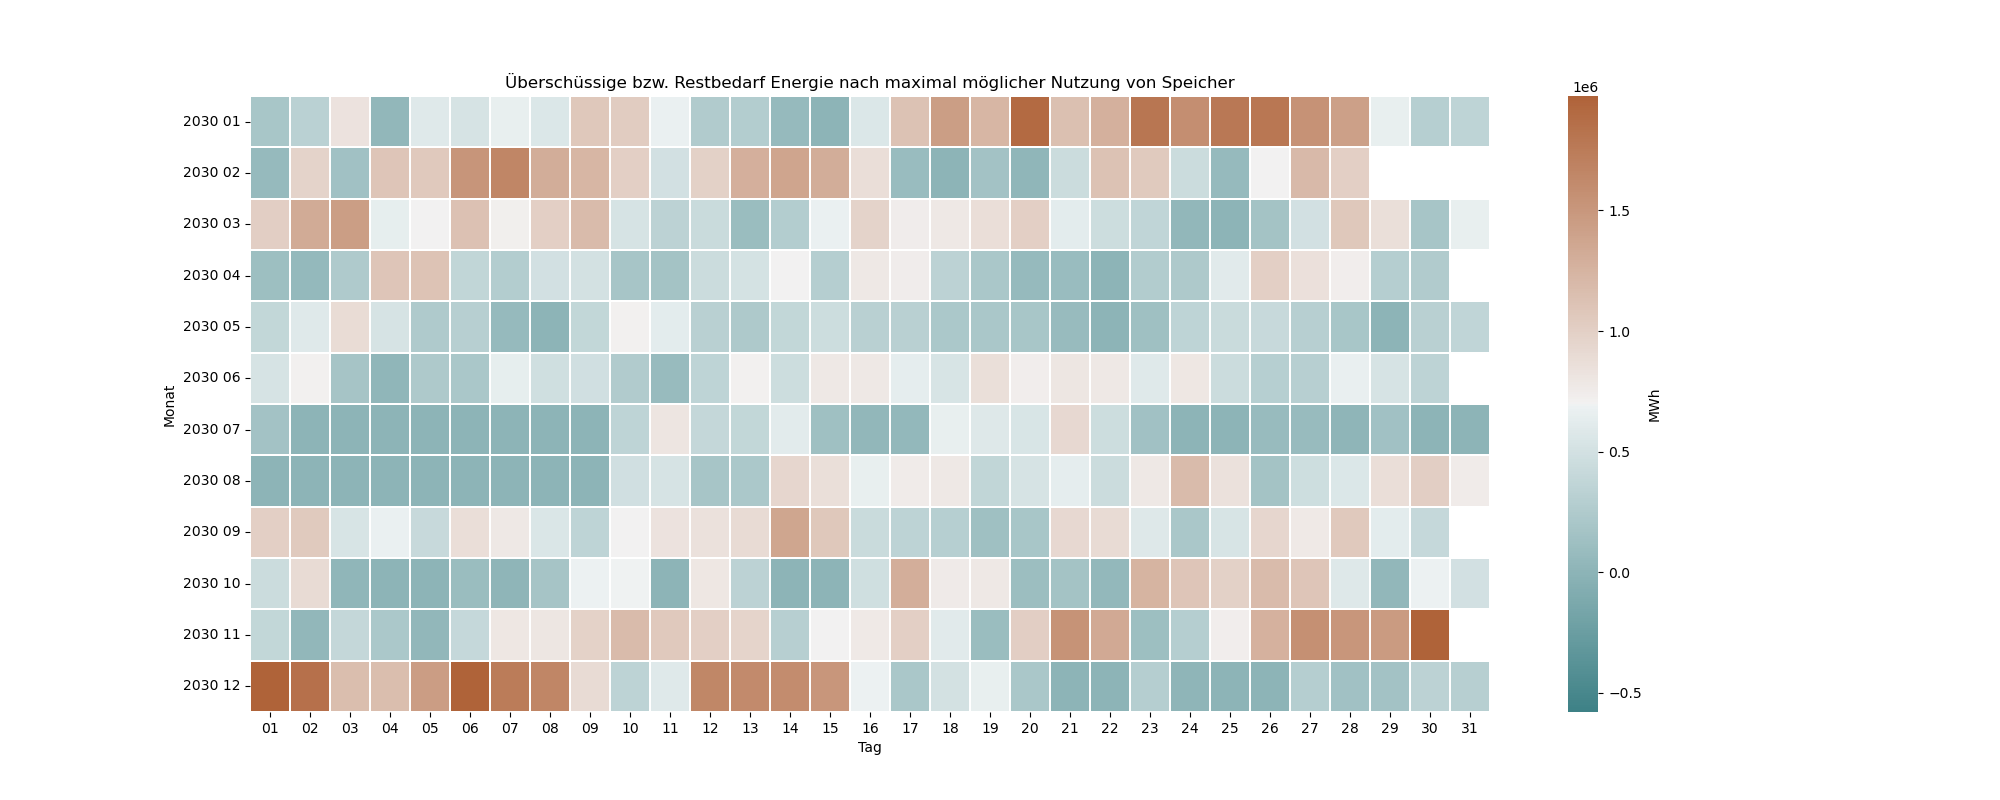 Überschüssige bzw. Restbedarf Energie nach maximal möglicher Nutzung von Speicher
1e6
2030 01
2030 02
2030 03
2030 04
2030 05
2030 06
2030 07
2030 08
2030 09
2030 10
2030 11
2030 12
Monat
01 02 03 04 05 06 07 08 09 10 11 12 13 14 15 16 17 18 19 20 21 22 23 24 25 26 27 28 29 30 31
Tag
1.5
1.0
0.5
0.0
−0.5
MWh